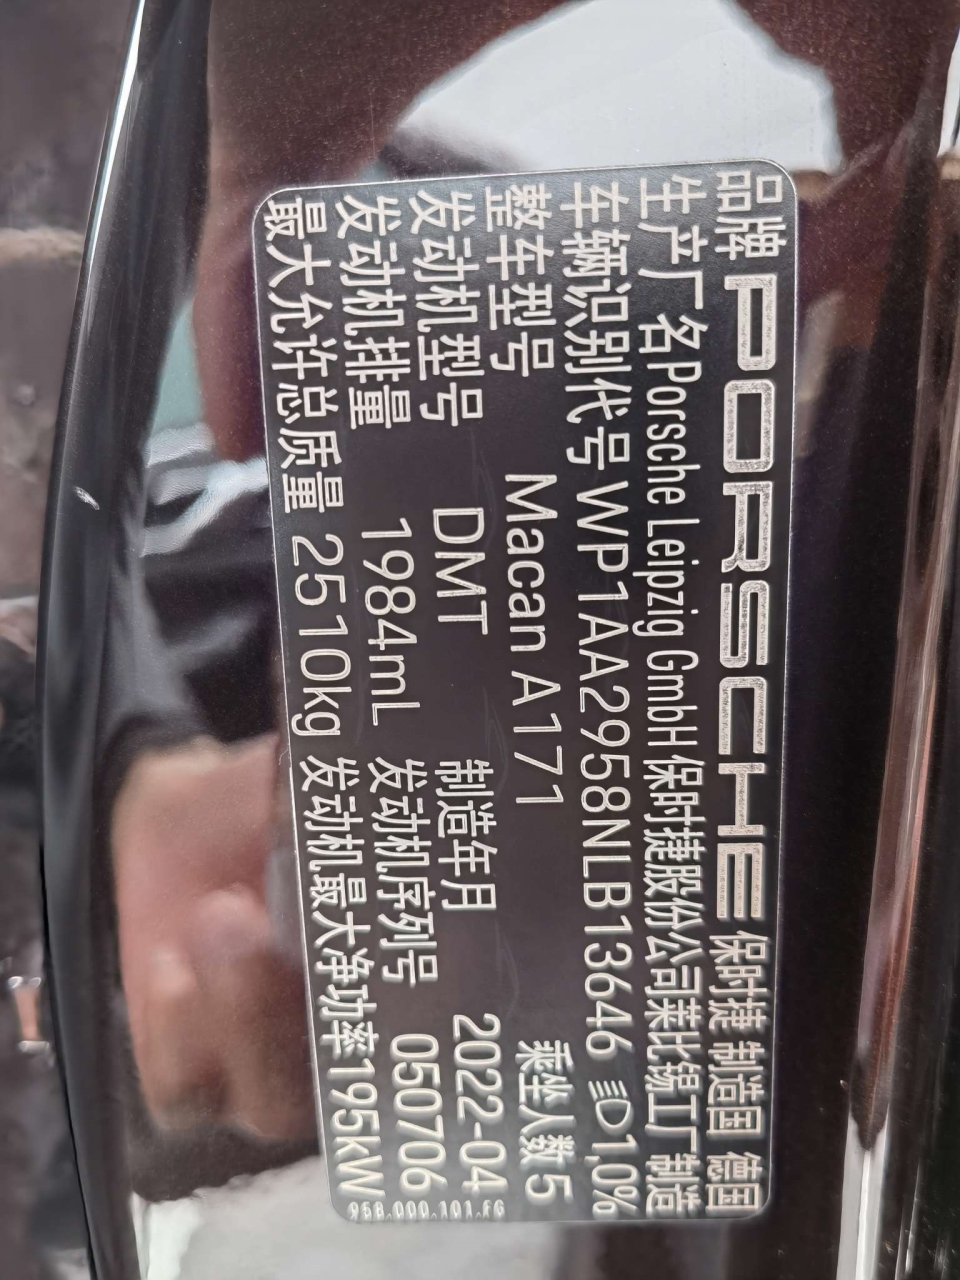 品牌 PORSCHE 保时捷 制造国 德国
生产厂名 Porsche Leipzig GmbH 保时捷股份公司莱比锡工厂制造
车辆识别代号 WP1AA2958NLB13646 1,0%
整车型号 Macan A171 乘坐人数 5
发动机型号 DMT 制造年月 2022-04
发动机排量 1984mL 发动机序列号 050706
最大允许总质量 2510kg 发动机最大净功率195kW
95B.000.101.FG